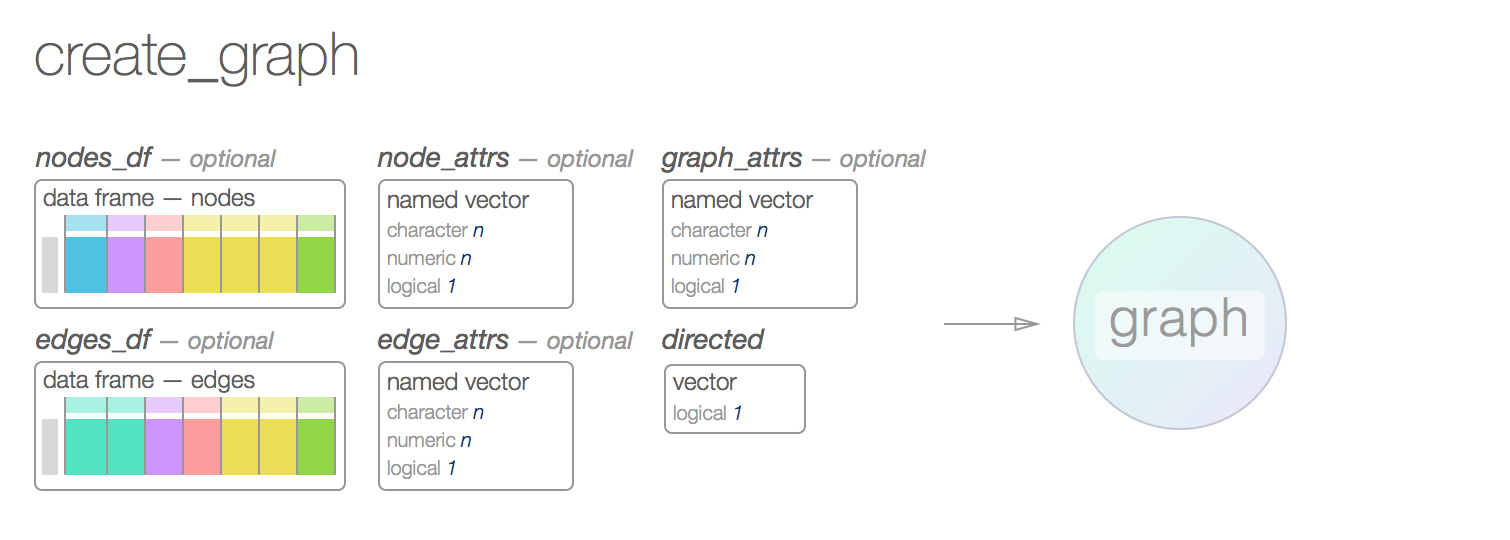 create_graph
nodes_df — optional
data frame — nodes
node_attrs — optional
named vector
character n
numeric n
logical 1
graph_attrs — optional
named vector
character n
numeric n
logical 1
edges_df — optional
data frame — edges
edge_attrs — optional
named vector
character n
numeric n
logical 1
directed
vector
logical 1
graph